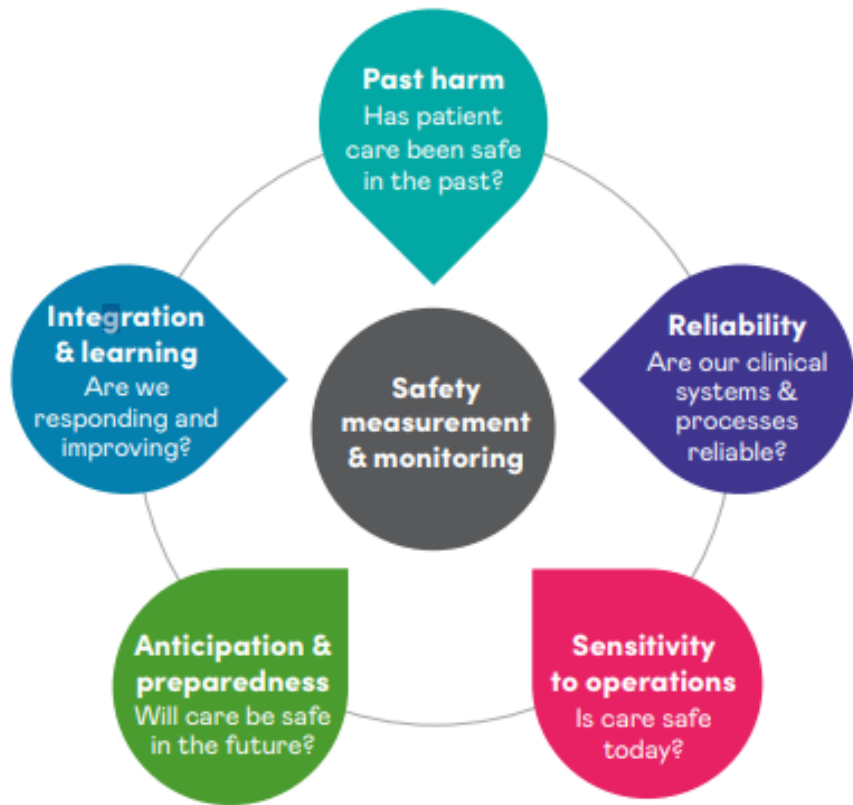 Past harm
Has patient
care been safe
in the past?
Reliability
Are our clinical
systems &
processes
reliable?
Sensitivity
to operations
Is care safe
today?
Anticipation &
preparedness
Will care be safe
in the future?
Integration
& learning
Are we
responding and
improving?
Safety
measurement
& monitoring